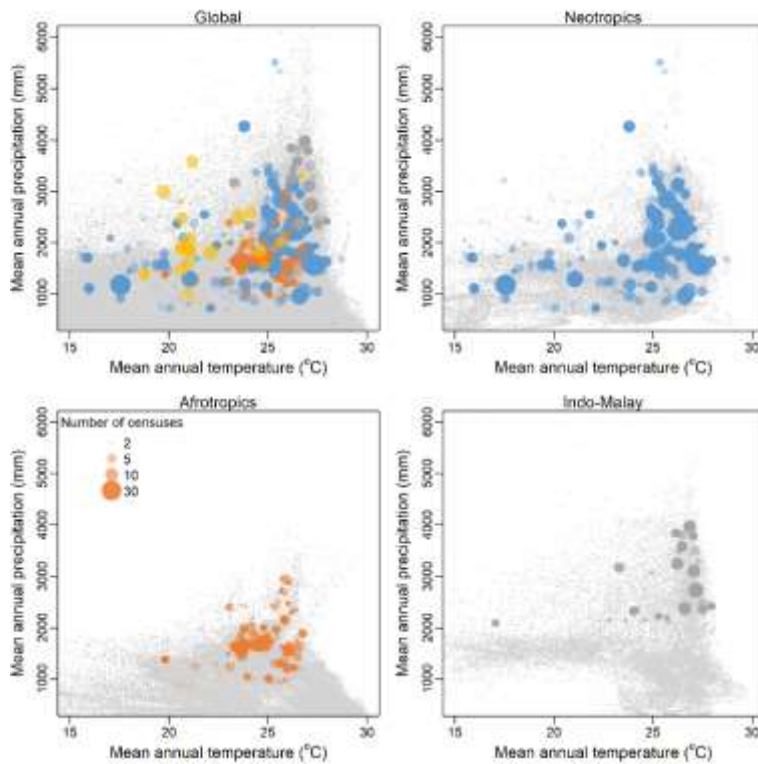 Global
Mean annual precipitation (mm)
6000
5000
4000
3000
2000
1000
15 20 25 30
Mean annual temperature (°C)
Neotropics
Mean annual precipitation (mm)
6000
5000
4000
3000
2000
1000
15 20 25 30
Mean annual temperature (°C)
Afrotropics
Number of censuses
2
5
10
30
Mean annual precipitation (mm)
6000
5000
4000
3000
2000
1000
15 20 25 30
Mean annual temperature (°C)
Indo-Malay
Mean annual precipitation (mm)
6000
5000
4000
3000
2000
1000
15 20 25 30
Mean annual temperature (°C)